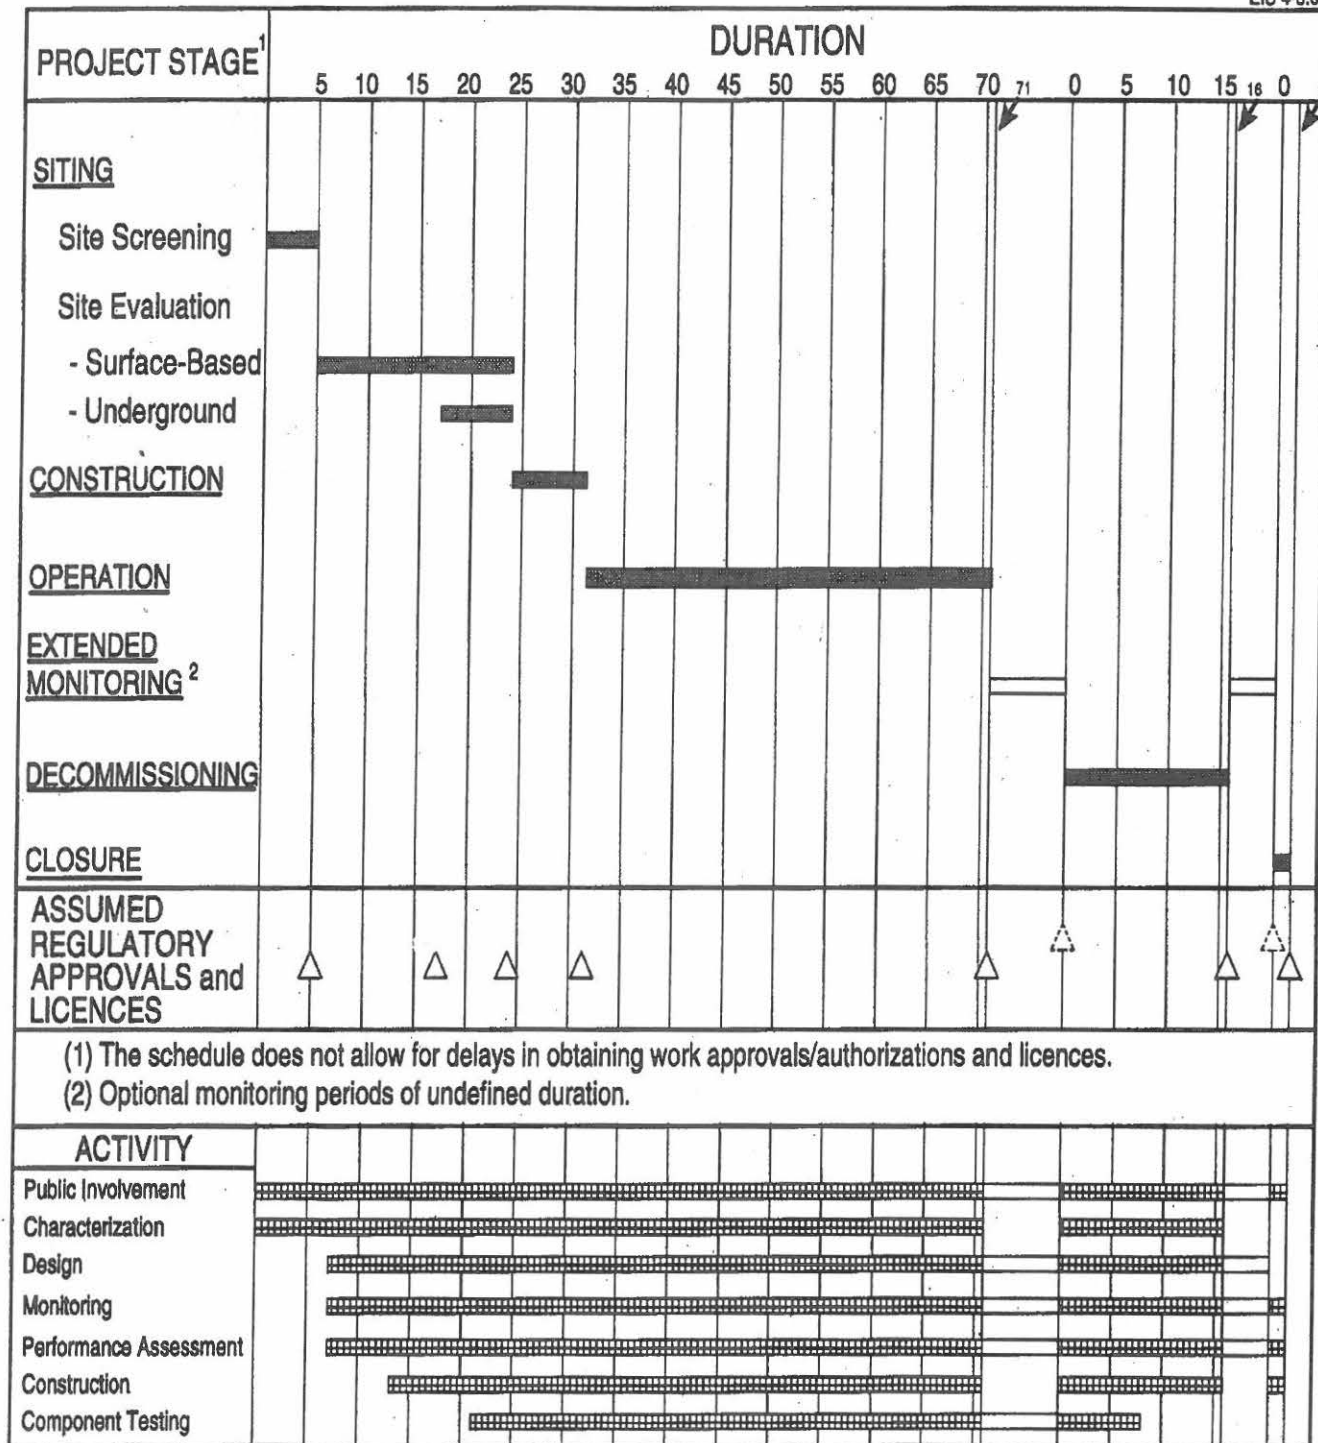 DURATION
PROJECT STAGE1
5 10 15 20 25 30 35 40 45 50 55 60 65 70 71 0 5 10 15 16 0
SITING
Site Screening
Site Evaluation
- Surface-Based
- Underground
CONSTRUCTION
OPERATION
EXTENDED
MONITORING2
DECOMMISSIONING
CLOSURE
ASSUMED
REGULATORY
APPROVALS and
LICENCES
(1) The schedule does not allow for delays in obtaining work approvals/authorizations and licences.
(2) Optional monitoring periods of undefined duration.
ACTIVITY
Public Involvement
Characterization
Design
Monitoring
Performance Assessment
Construction
Component Testing